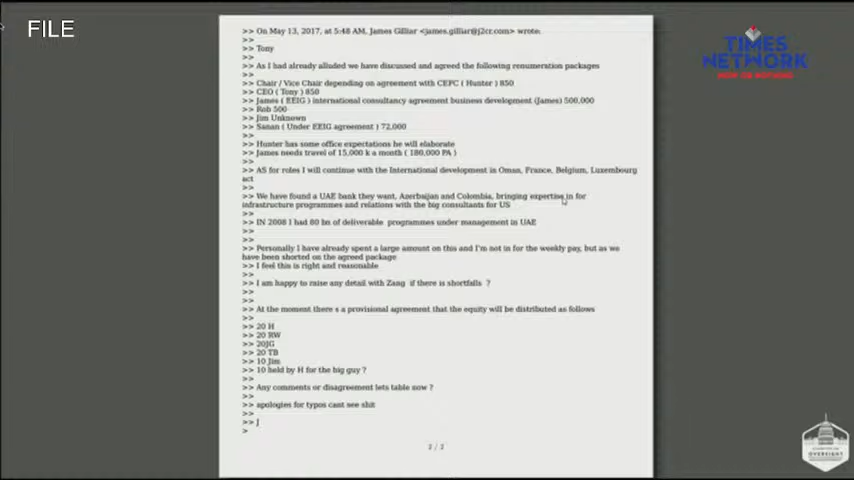 FILE
TIMES
NETWORK
NOW OR NOTHING
>> On May 13, 2017, at 5:48 AM, James Gilliar <james.gilliar@j2cr.com> wrote:
>>
>> Tony
>>
>> As I had already alluded we have discussed and agreed the following renumeration packages
>>
>> Chair / Vice Chair depending on agreement with CEFC ( Hunter ) 850
>> CEO ( Tony ) 850
>> James ( EEIG ) international consultancy agreement business development (James) 500,000
>> Rob 500
>> Jim Unknown
>> Sanan ( Under EEIG agreement ) 72,000
>>
>> Hunter has some office expectations he will elaborate
>> James needs travel of 15,000 k a month ( 180,000 PA )
>>
>> AS for roles I will continue with the International development in Oman, France, Belgium, Luxembourg
act
>>
>> We have found a UAE bank they want, Azerbaijan and Colombia, bringing expertise in for
infrastructure programmes and relations with the big consultants for US
>>
>> IN 2008 I had 80 bn of deliverable programmes under management in UAE
>>
>>
>> Personally I have already spent a large amount on this and I'm not in for the weekly pay, but as we
have been shorted on the agreed package
>> I feel this is right and reasonable
>>
>> I am happy to raise any detail with Zang if there is shortfalls ?
>>
>>
>> At the moment there s a provisional agreement that the equity will be distributed as follows
>>
>> 20 H
>> 20 RW
>> 20JG
>> 20 TB
>> 10 Jim
>> 10 held by H for the big guy ?
>>
>> Any comments or disagreement lets table now ?
>>
>> apologies for typos cant see shit
>>
>> J
>
2 / 2
OVERSIGHT